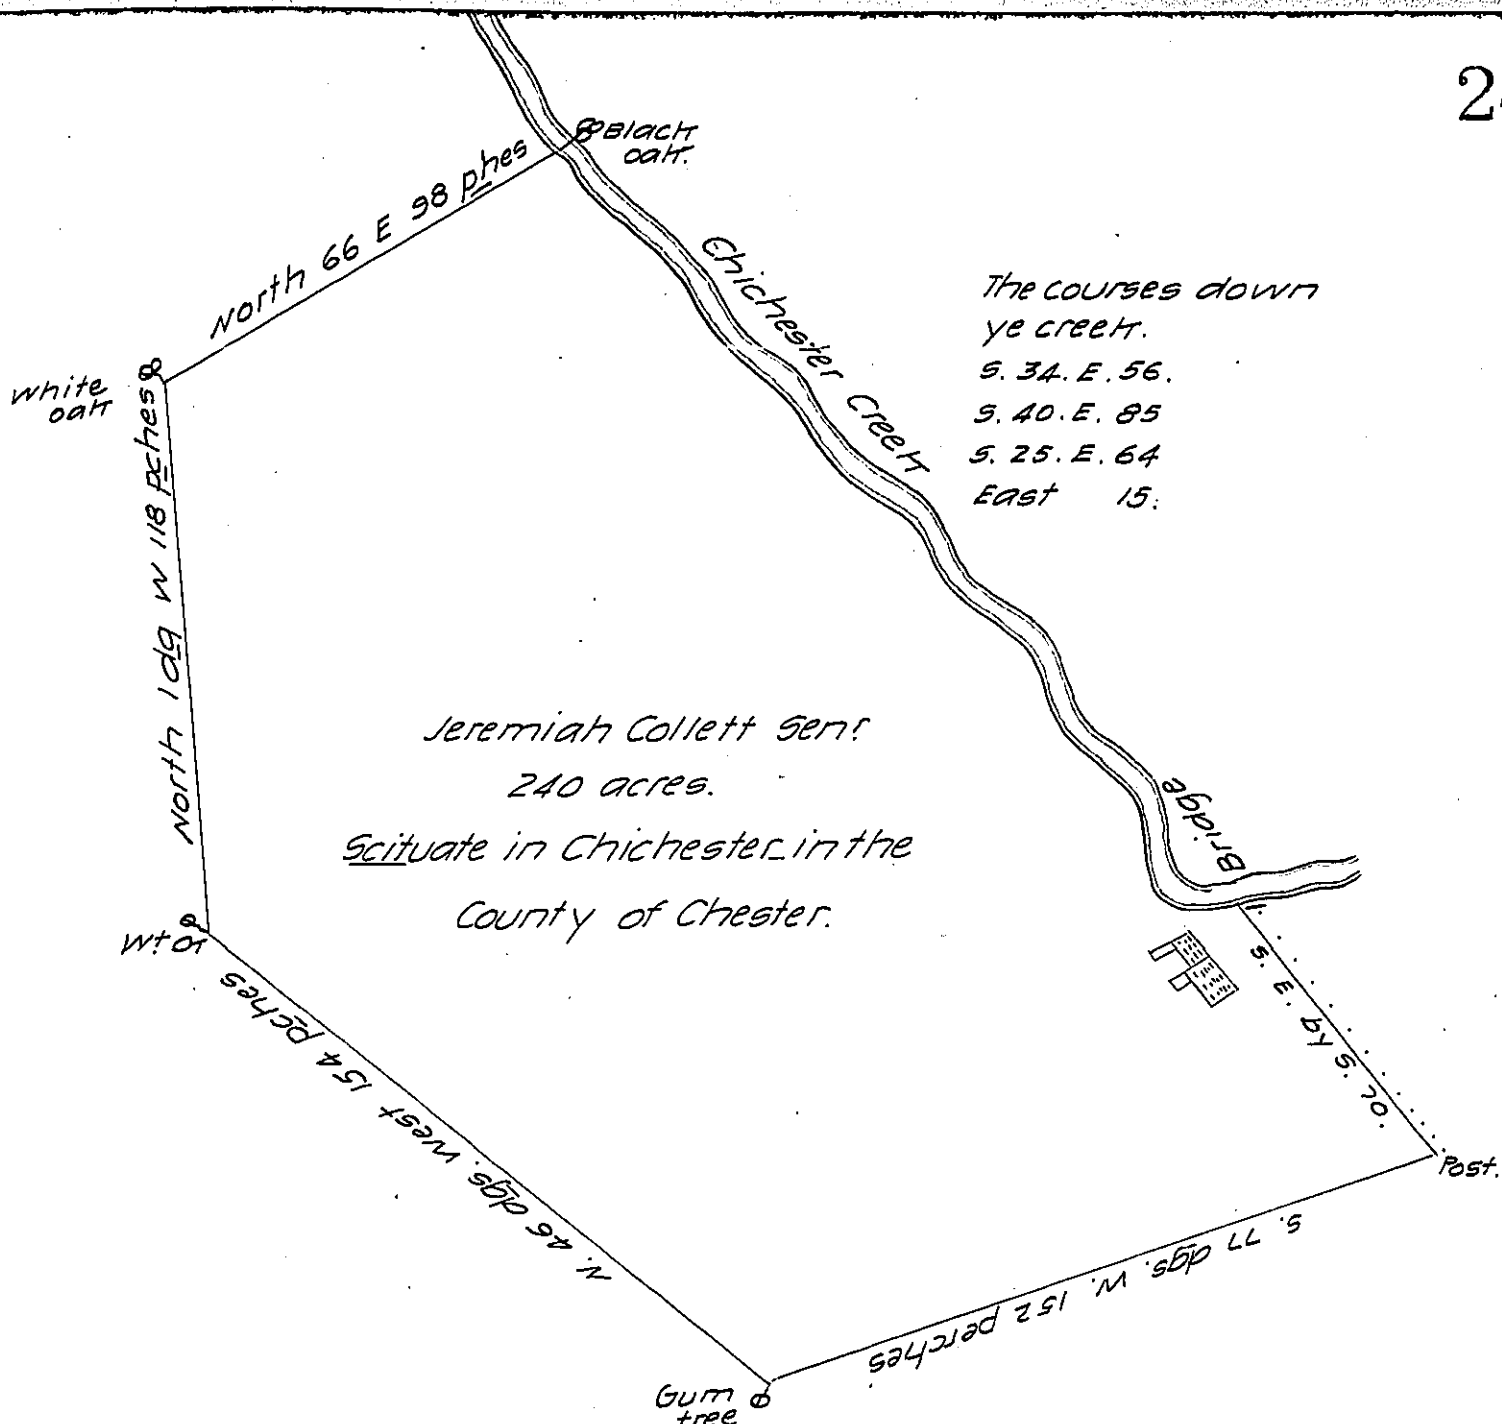 Black
oak.
North 66 E 98 phes
Chichester Creek
The courses down
ye creek.
S. 34. E. 56.
S. 40. E. 85
S. 25. E. 64
East 15.
White
oak
North 1 dg W 118 pches
Jeremiah Collett Senr
240 acres.
Scituate in Chichester in the
County of Chester.
Bridge
Wt Ok
S. E. by S. 70.
Post.
N. 46 dgs. West 154 pches
S. 77 dgs. W. 152 perches
Gum
tree